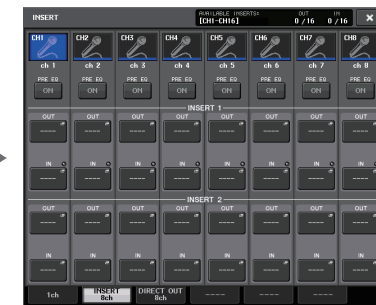 INSERT
AVAILABLE INSERTS: OUT IN
[CH1-CH16] 0 /16 0 /16 ×
CH1 CH2 CH3 CH4 CH5 CH6 CH7 CH8
ch 1 ch 2 ch 3 ch 4 ch 5 ch 6 ch 7 ch 8
PRE EQ PRE EQ PRE EQ PRE EQ PRE EQ PRE EQ PRE EQ PRE EQ
ON ON ON ON ON ON ON ON
INSERT 1
OUT OUT OUT OUT OUT OUT OUT OUT
---- ---- ---- ---- ---- ---- ---- ----
IN IN IN IN IN IN IN IN
---- ---- ---- ---- ---- ---- ---- ----
INSERT 2
OUT OUT OUT OUT OUT OUT OUT OUT
---- ---- ---- ---- ---- ---- ---- ----
IN IN IN IN IN IN IN IN
---- ---- ---- ---- ---- ---- ---- ----
1ch INSERT DIRECT OUT ---- ---- ----
8ch 8ch